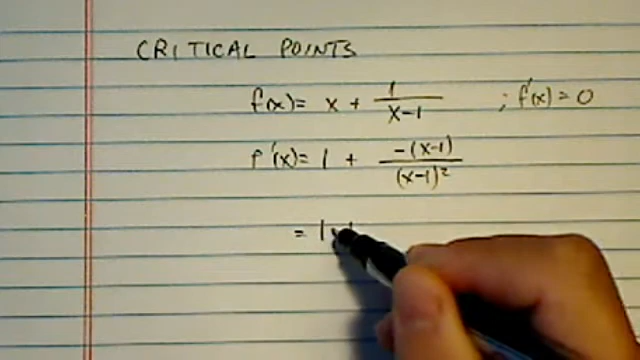 CRITICAL POINTS
f(x) = x + 1/(x-1) ; f'(x) = 0
f'(x) = 1 + -(x-1)/(x-1)²
= 1